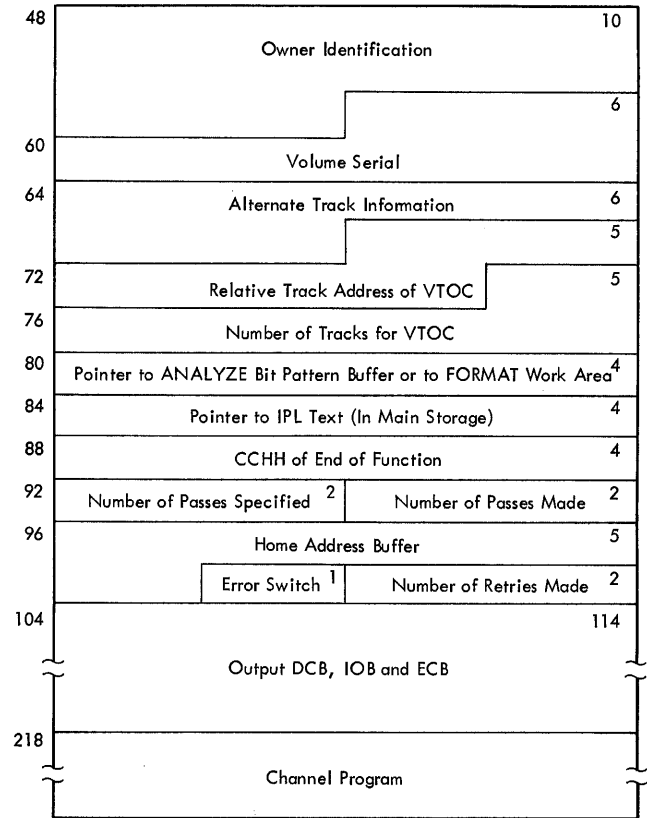 48 10
Owner Identification
6
60
Volume Serial
64 6
Alternate Track Information
5
72 5
Relative Track Address of VTOC
76
Number of Tracks for VTOC
80
Pointer to ANALYZE Bit Pattern Buffer or to FORMAT Work Area 4
84
Pointer to IPL Text (In Main Storage) 4
88
CCHH of End of Function 4
92
Number of Passes Specified 2 Number of Passes Made 2
96
Home Address Buffer 5
Error Switch 1 Number of Retries Made 2
104 114
Output DCB, IOB and ECB
218
Channel Program